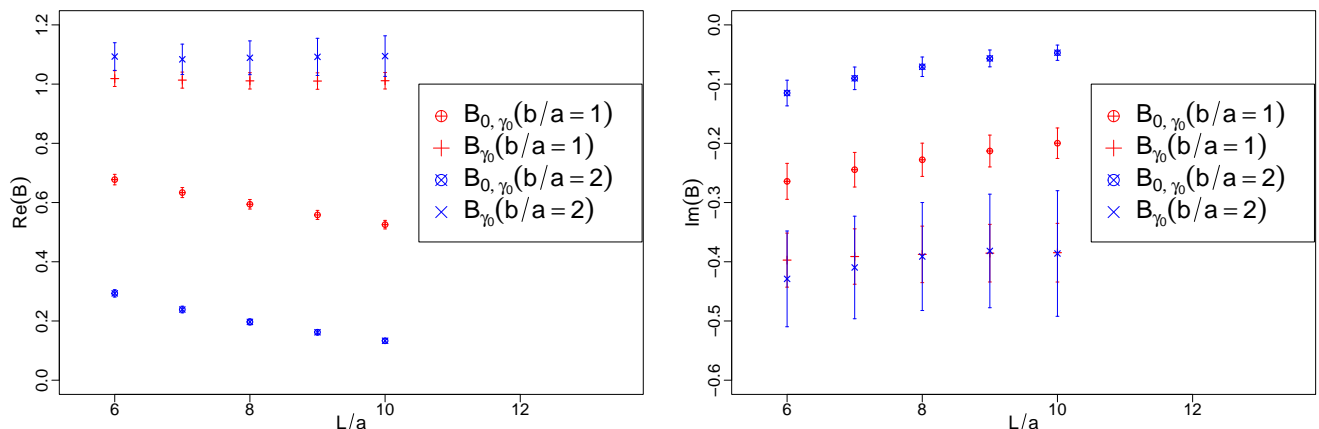 Re(B)
1.2
1.0
0.8
0.6
0.4
0.2
0.0
6
8
10
12
L/a
B0, γ0(b/a = 1)
Bγ0(b/a = 1)
B0, γ0(b/a = 2)
Bγ0(b/a = 2)
Im(B)
0.0
−0.1
−0.2
−0.3
−0.4
−0.5
−0.6
6
8
10
12
L/a
B0, γ0(b/a = 1)
Bγ0(b/a = 1)
B0, γ0(b/a = 2)
Bγ0(b/a = 2)